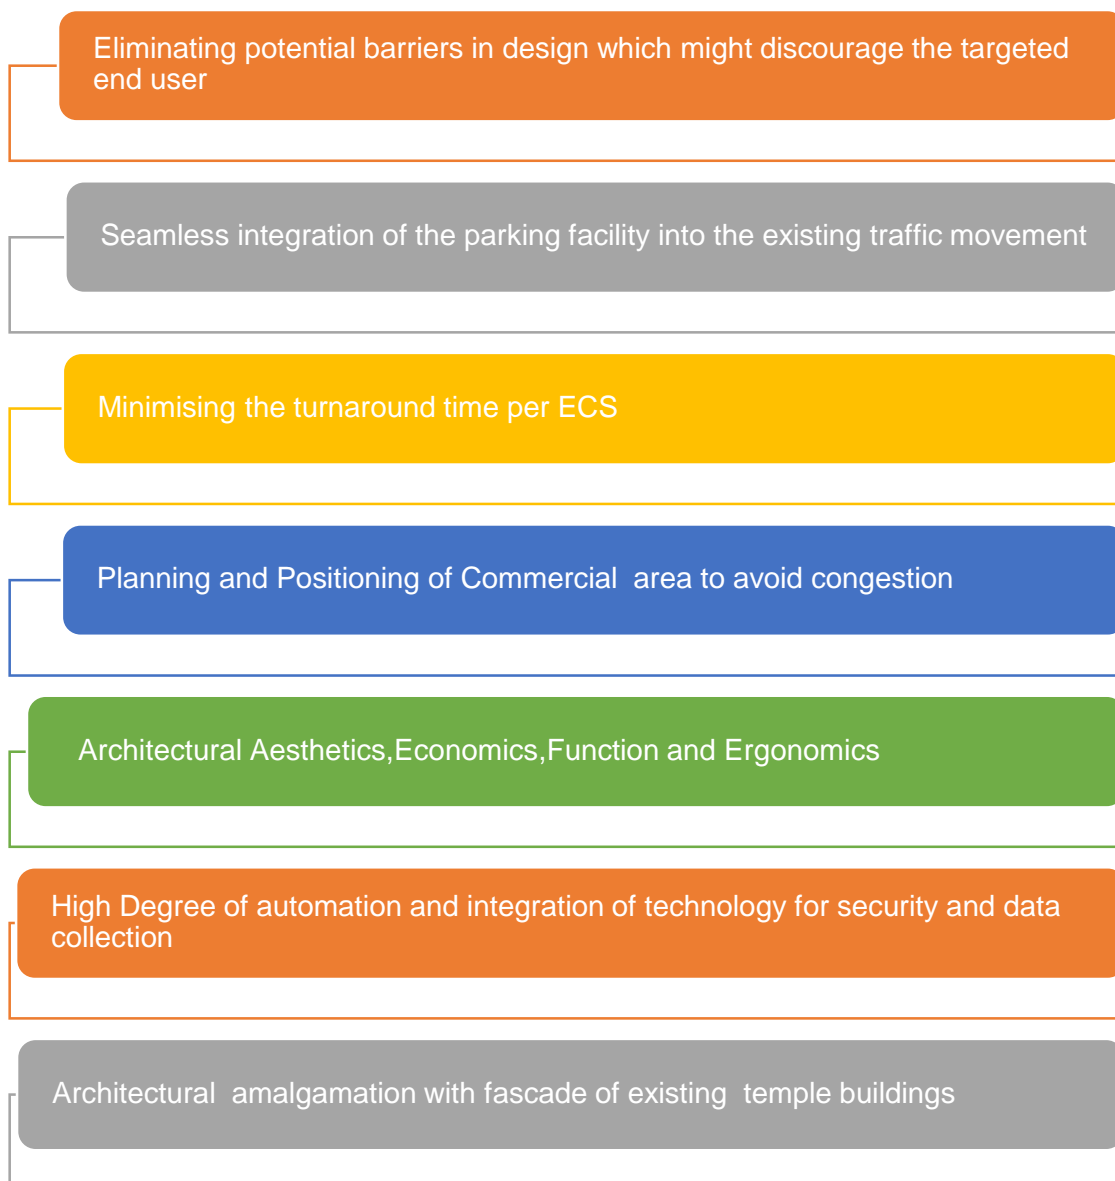 Eliminating potential barriers in design which might discourage the targeted
end user
Seamless integration of the parking facility into the existing traffic movement
Minimising the turnaround time per ECS
Planning and Positioning of Commercial  area to avoid congestion
Architectural Aesthetics,Economics,Function and Ergonomics
High Degree of automation and integration of technology for security and data
collection
Architectural  amalgamation with fascade of existing  temple buildings